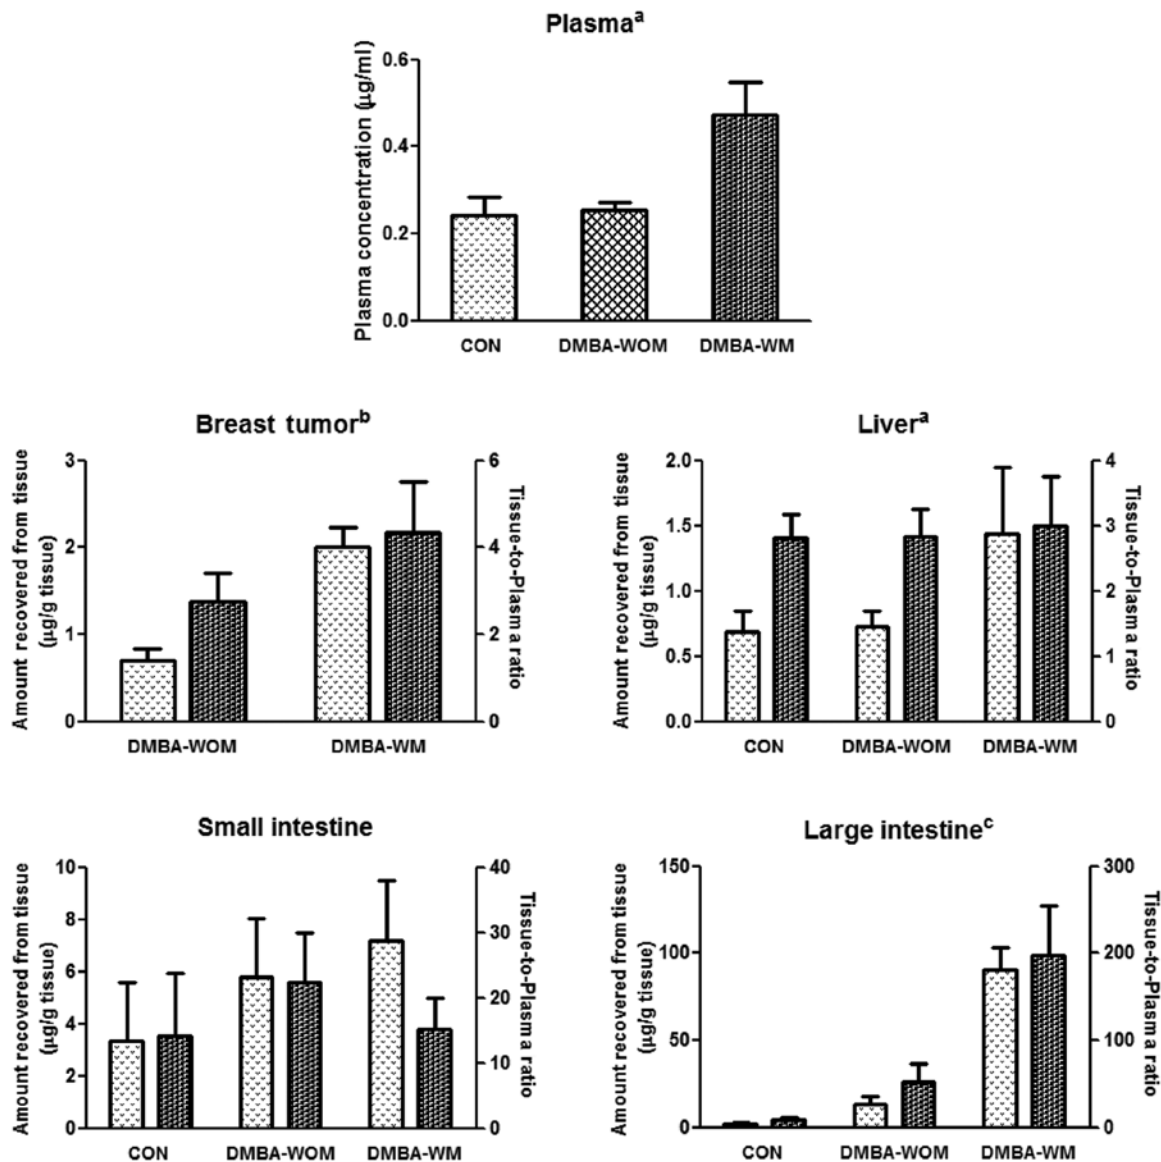 Plasmaᵃ
Plasma concentration (μg/ml)
0.6
0.4
0.2
0.0
CON DMBA-WOM DMBA-WM
Breast tumorᵇ
Amount recovered from tissue
(μg/g tissue)
3
2
1
0
6
4
2
0
Tissue-to-Plasma ratio
DMBA-WOM DMBA-WM
Liverᵃ
Amount recovered from tissue
(μg/g tissue)
2.0
1.5
1.0
0.5
0.0
4
3
2
1
0
Tissue-to-Plasma ratio
CON DMBA-WOM DMBA-WM
Small intestine
Amount recovered from tissue
(μg/g tissue)
10
8
6
4
2
0
40
30
20
10
0
Tissue-to-Plasma ratio
CON DMBA-WOM DMBA-WM
Large intestineᶜ
Amount recovered from tissue
(μg/g tissue)
150
100
50
0
300
200
100
0
Tissue-to-Plasma ratio
CON DMBA-WOM DMBA-WM